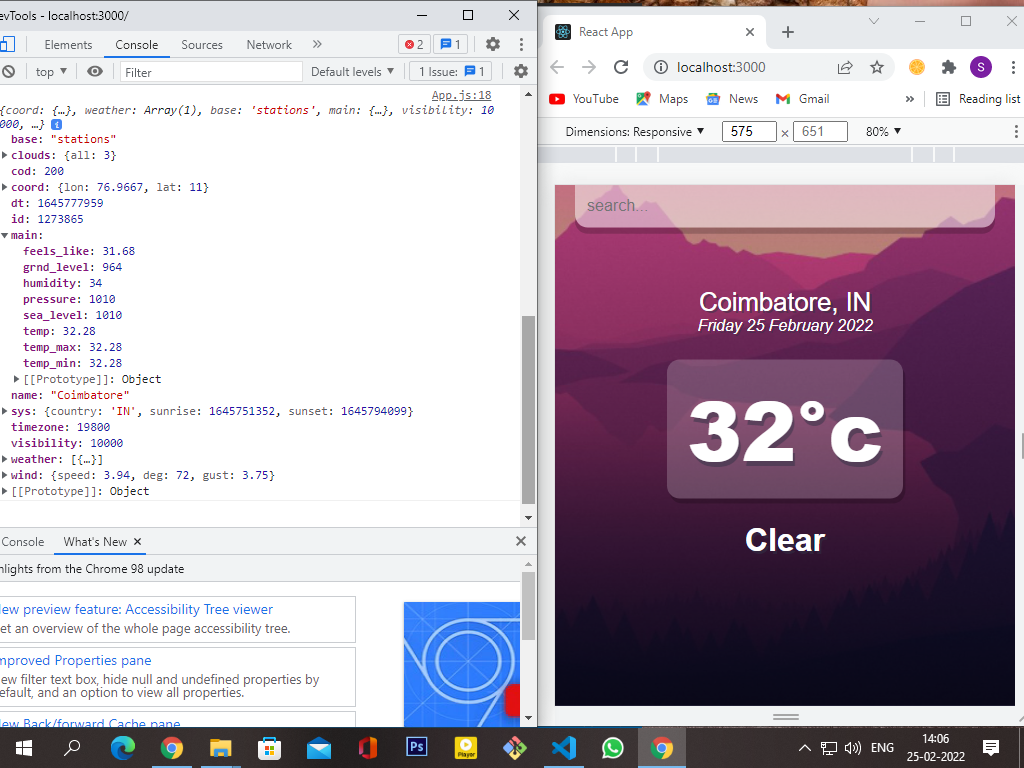 evTools - localhost:3000/
Elements Console Sources Network » 2 1
top ▼ Filter Default levels ▼ 1 Issue: 1
App.js:18
{coord: {…}, weather: Array(1), base: 'stations', main: {…}, visibility: 10
000, …} i
base: "stations"
clouds: {all: 3}
cod: 200
coord: {lon: 76.9667, lat: 11}
dt: 1645777959
id: 1273865
main:
feels_like: 31.68
grnd_level: 964
humidity: 34
pressure: 1010
sea_level: 1010
temp: 32.28
temp_max: 32.28
temp_min: 32.28
[[Prototype]]: Object
name: "Coimbatore"
sys: {country: 'IN', sunrise: 1645751352, sunset: 1645794099}
timezone: 19800
visibility: 10000
weather: [{…}]
wind: {speed: 3.94, deg: 72, gust: 3.75}
[[Prototype]]: Object
Console What's New ×
hlights from the Chrome 98 update
ew preview feature: Accessibility Tree viewer
et an overview of the whole page accessibility tree.
mproved Properties pane
ew filter text box, hide null and undefined properties by
efault, and an option to view all properties.
ew Back/forward Cache pane
React App
localhost:3000 S
YouTube Maps News Gmail » Reading list
Dimensions: Responsive ▼ 575 × 651 80% ▼
search...
Coimbatore, IN
Friday 25 February 2022
32°c
Clear
Ps Player ENG 14:06
25-02-2022